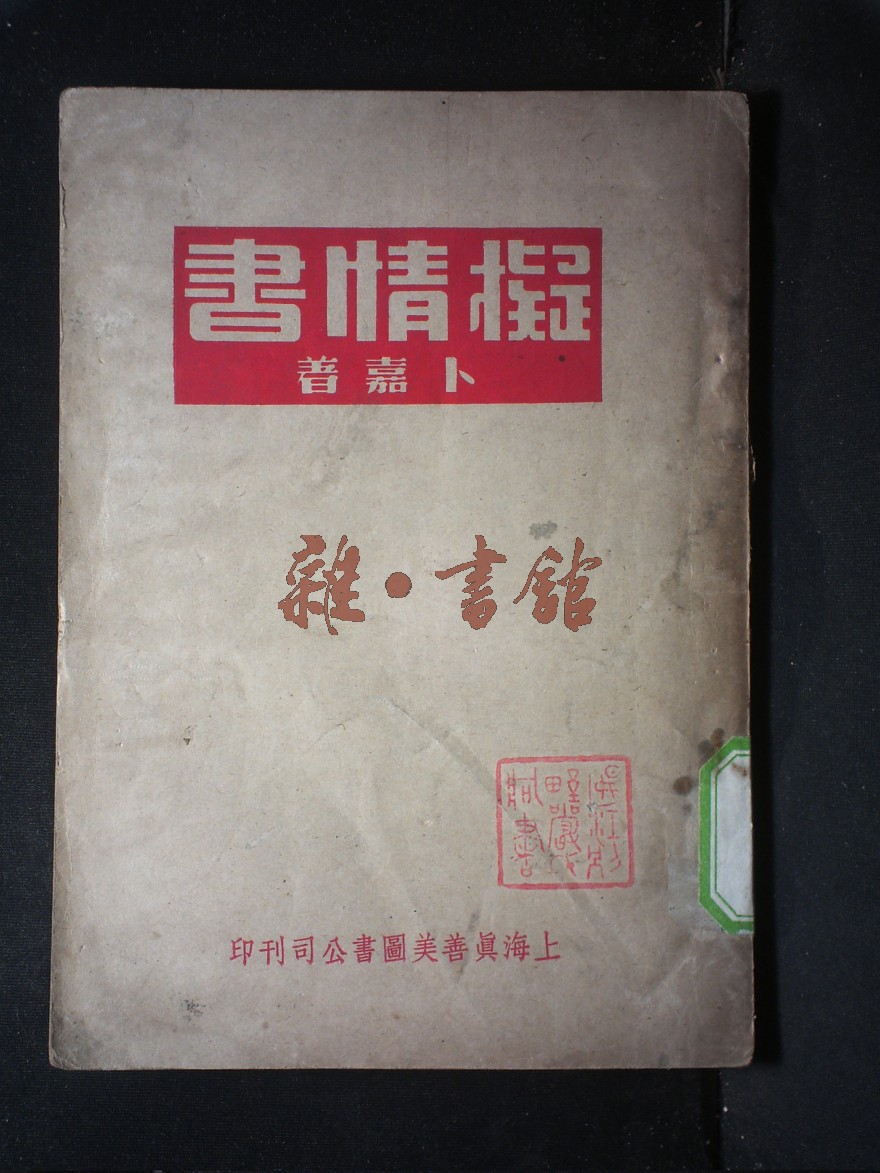 擬情書
卜嘉著
雜·書館
上海眞善美圖書公司刊印